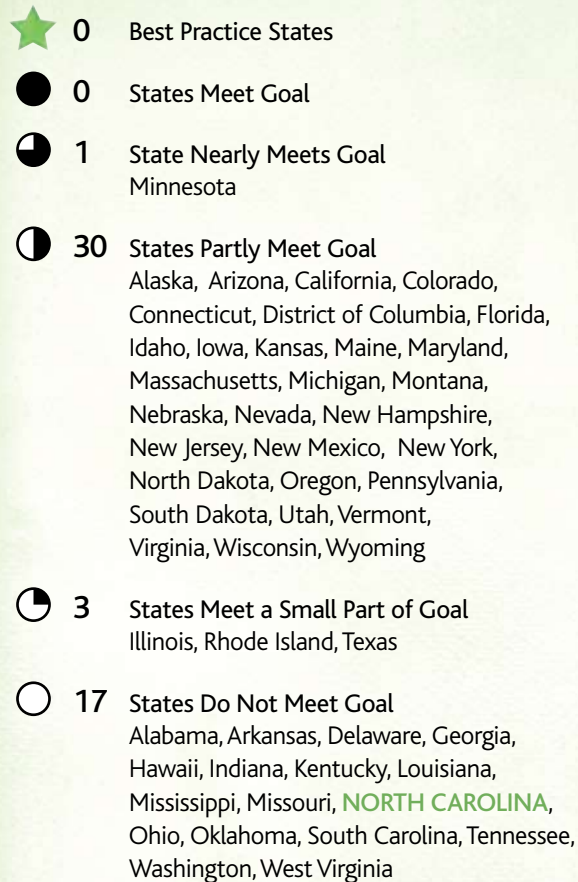 0 Best Practice States
0 States Meet Goal
1 State Nearly Meets Goal
Minnesota
30 States Partly Meet Goal
Alaska, Arizona, California, Colorado,
Connecticut, District of Columbia, Florida,
Idaho, Iowa, Kansas, Maine, Maryland,
Massachusetts, Michigan, Montana,
Nebraska, Nevada, New Hampshire,
New Jersey, New Mexico, New York,
North Dakota, Oregon, Pennsylvania,
South Dakota, Utah, Vermont,
Virginia, Wisconsin, Wyoming
3 States Meet a Small Part of Goal
Illinois, Rhode Island, Texas
17 States Do Not Meet Goal
Alabama, Arkansas, Delaware, Georgia,
Hawaii, Indiana, Kentucky, Louisiana,
Mississippi, Missouri, NORTH CAROLINA,
Ohio, Oklahoma, South Carolina, Tennessee,
Washington, West Virginia